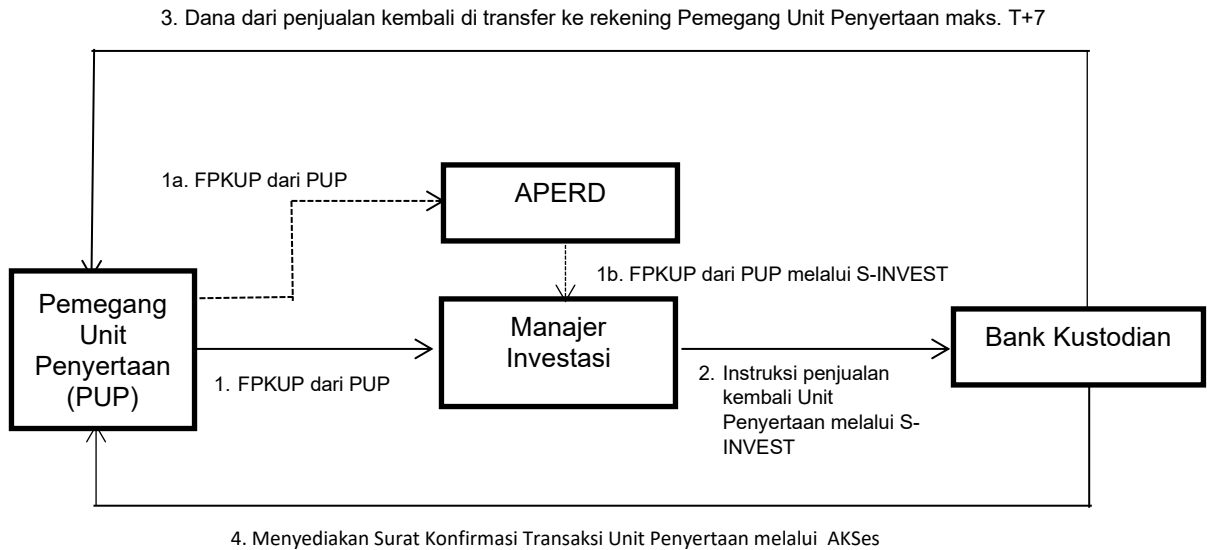 3. Dana dari penjualan kembali di transfer ke rekening Pemegang Unit Penyertaan maks. T+7
1a. FPKUP dari PUP
APERD
1b. FPKUP dari PUP melalui S-INVEST
Pemegang
Unit
Penyertaan
(PUP)
Manajer
Investasi
Bank Kustodian
1. FPKUP dari PUP
2. Instruksi penjualan
kembali Unit
Penyertaan melalui S-
INVEST
4. Menyediakan Surat Konfirmasi Transaksi Unit Penyertaan melalui AKSes